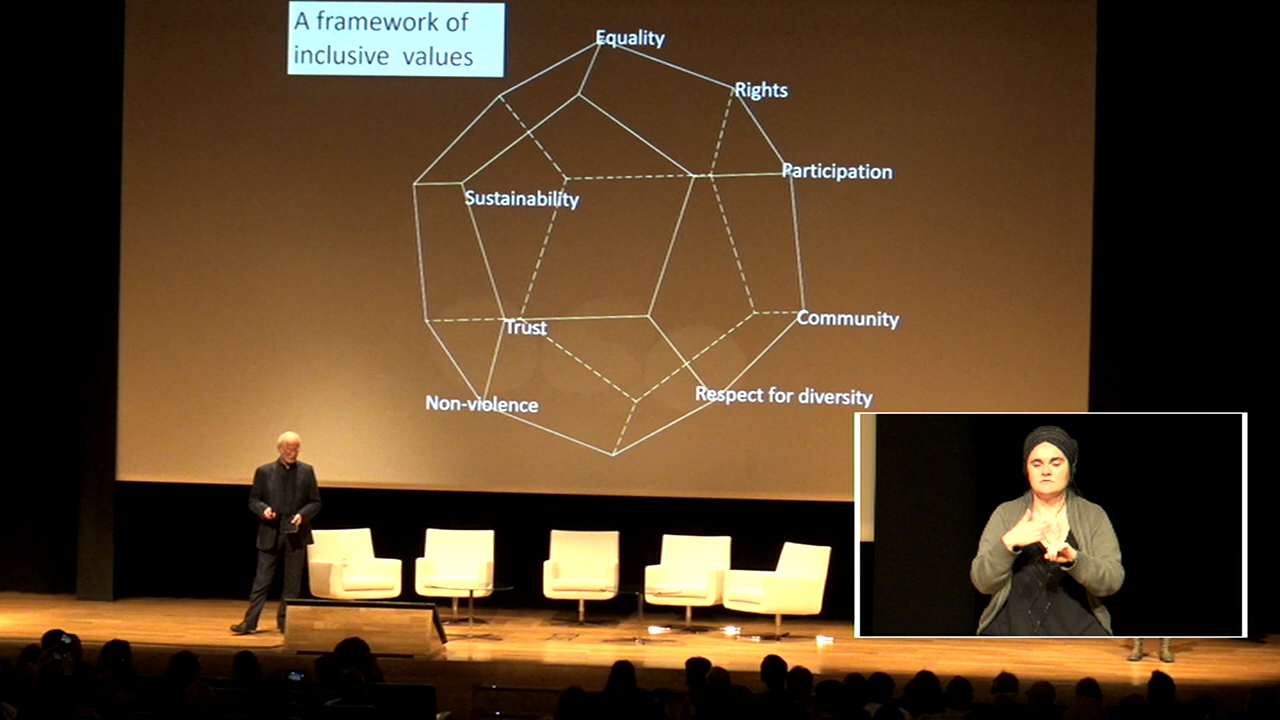 A framework of
inclusive values
Equality
Rights
Participation
Sustainability
Community
Trust
Respect for diversity
Non-violence